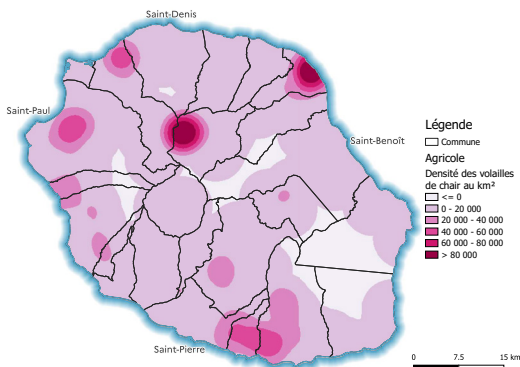 Saint-Denis
Saint-Paul
Saint-Benoît
Saint-Pierre
Légende
Commune
Agricole
Densité des volailles
de chair au km²
<= 0
0 - 20 000
20 000 - 40 000
40 000 - 60 000
60 000 - 80 000
> 80 000
0 7.5 15 km